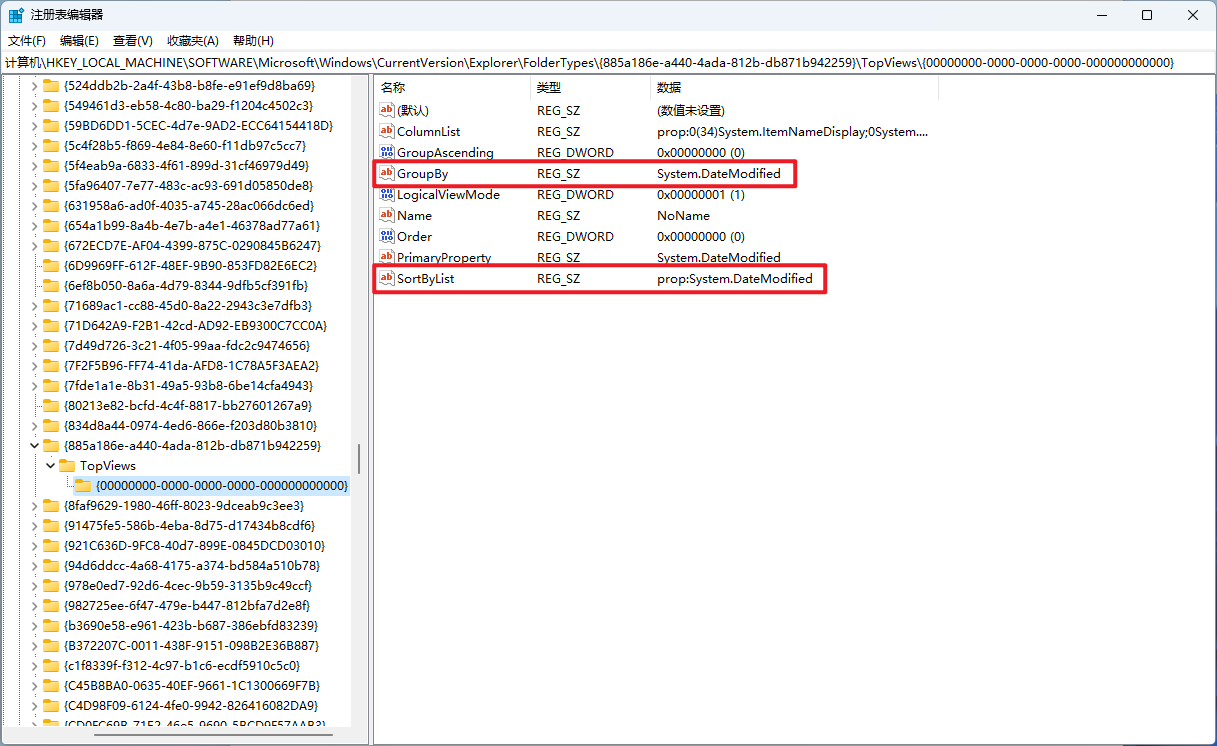 注册表编辑器
文件(F) 编辑(E) 查看(V) 收藏夹(A) 帮助(H)
计算机\HKEY_LOCAL_MACHINE\SOFTWARE\Microsoft\Windows\CurrentVersion\Explorer\FolderTypes\{885a186e-a440-4ada-812b-db871b942259}\TopViews\{00000000-0000-0000-0000-000000000000}
{524ddb2b-2a4f-43b8-b8fe-e91ef9d8ba69}
{549461d3-eb58-4c80-ba29-f1204c4502c3}
{59BD6DD1-5CEC-4d7e-9AD2-ECC64154418D}
{5c4f28b5-f869-4e84-8e60-f11db97c5cc7}
{5f4eab9a-6833-4f61-899d-31cf46979d49}
{5fa96407-7e77-483c-ac93-691d05850de8}
{631958a6-ad0f-4035-a745-28ac066dc6ed}
{654a1b99-8a4b-4e7b-a4e1-46378ad77a61}
{672ECD7E-AF04-4399-875C-0290845B6247}
{6D9969FF-612F-48EF-9B90-853FD82E6EC2}
{6ef8b050-8a6a-4d79-8344-9dfb5cf391fb}
{71689ac1-cc88-45d0-8a22-2943c3e7dfb3}
{71D642A9-F2B1-42cd-AD92-EB9300C7CC0A}
{7d49d726-3c21-4f05-99aa-fdc2c9474656}
{7F2F5B96-FF74-41da-AFD8-1C78A5F3AEA2}
{7fde1a1e-8b31-49a5-93b8-6be14cfa4943}
{80213e82-bcfd-4c4f-8817-bb27601267a9}
{834d8a44-0974-4ed6-866e-f203d80b3810}
{885a186e-a440-4ada-812b-db871b942259}
TopViews
{00000000-0000-0000-0000-000000000000}
{8faf9629-1980-46ff-8023-9dceab9c3ee3}
{91475fe5-586b-4eba-8d75-d17434b8cdf6}
{921C636D-9FC8-40d7-899E-0845DCD03010}
{94d6ddcc-4a68-4175-a374-bd584a510b78}
{978e0ed7-92d6-4cec-9b59-3135b9c49ccf}
{982725ee-6f47-479e-b447-812bfa7d2e8f}
{b3690e58-e961-423b-b687-386ebfd83239}
{B372207C-0011-438F-9151-098B2E36B887}
{c1f8339f-f312-4c97-b1c6-ecdf5910c5c0}
{C45B8BA0-0635-40EF-9661-1C1300669F7B}
{C4D98F09-6124-4fe0-9942-826416082DA9}
{CD0FC69B-71E2-46e5-9690-5BCD9F57AAB3}
名称 类型 数据
(默认) REG_SZ (数值未设置)
ColumnList REG_SZ prop:0(34)System.ItemNameDisplay;0System....
GroupAscending REG_DWORD 0x00000000 (0)
GroupBy REG_SZ System.DateModified
LogicalViewMode REG_DWORD 0x00000001 (1)
Name REG_SZ NoName
Order REG_DWORD 0x00000000 (0)
PrimaryProperty REG_SZ System.DateModified
SortByList REG_SZ prop:System.DateModified